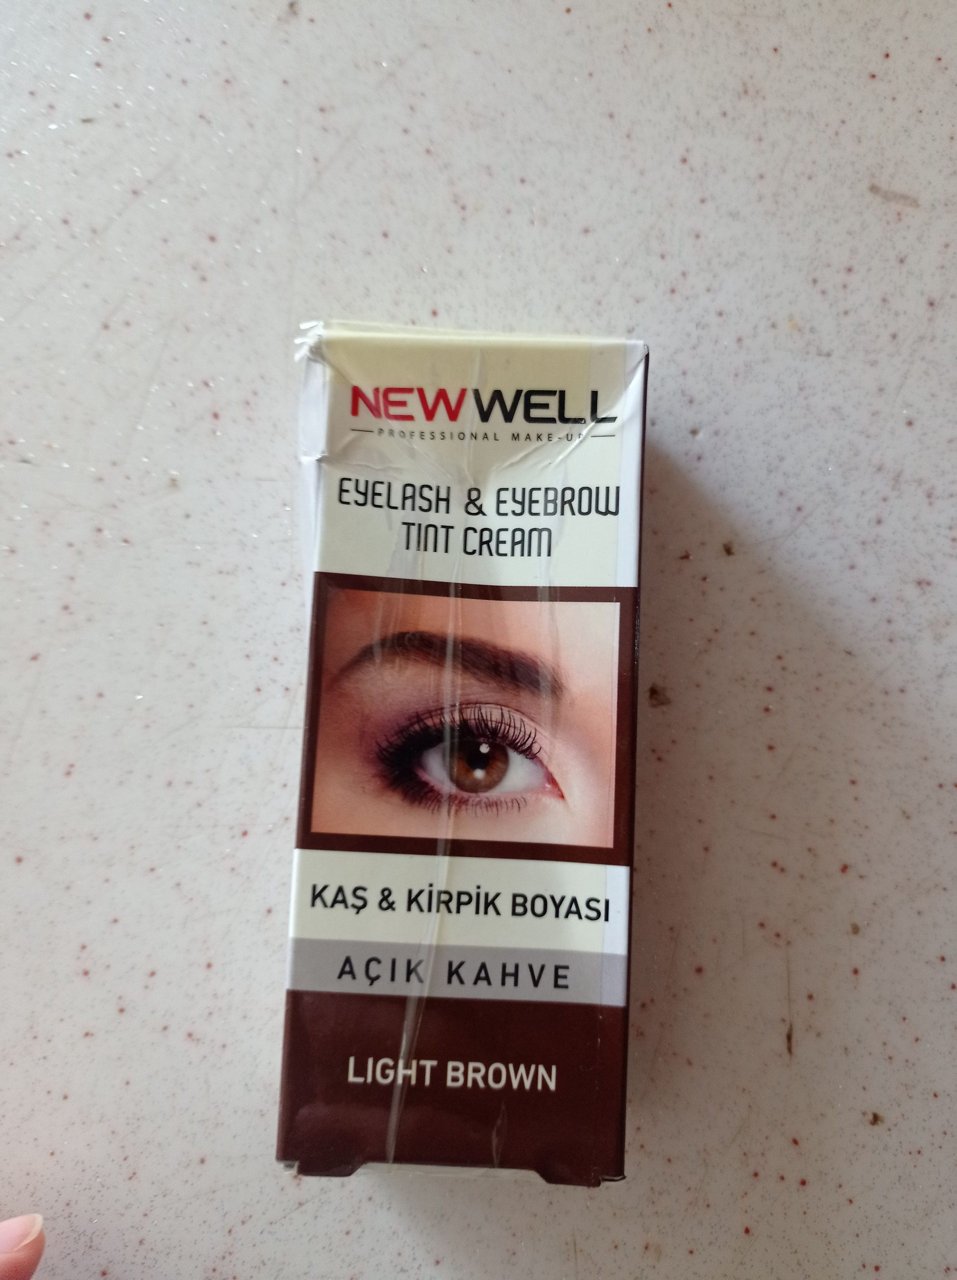 NEWWELL
PROFESSIONAL MAKE-UP
EYELASH & EYEBROW
TINT CREAM
KAŞ & KİRPİK BOYASI
AÇIK KAHVE
LIGHT BROWN